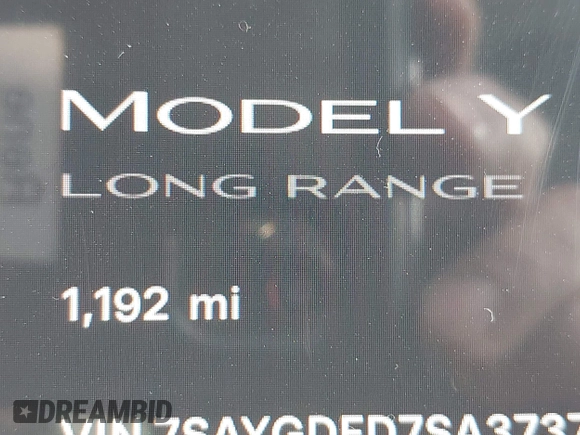 MODEL Y
LONG RANGE
1,192 mi
DREAMBID